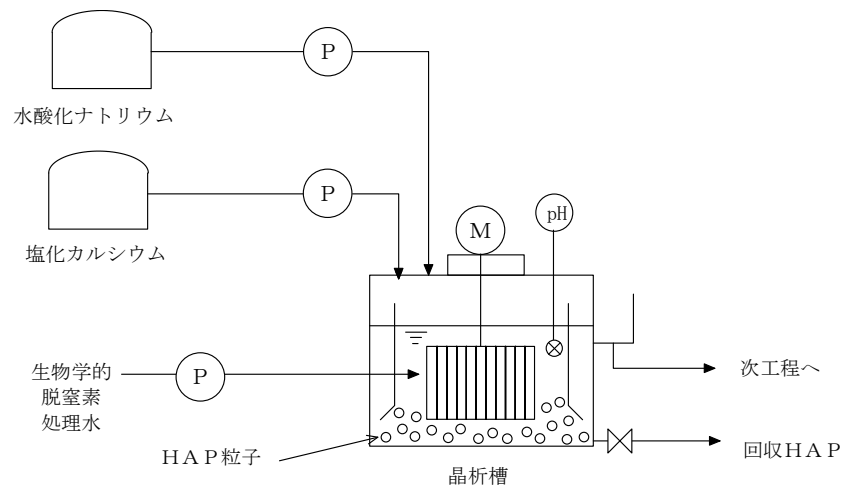 P
水酸化ナトリウム
P
塩化カルシウム
M
pH
生物学的
脱窒素
処理水
P
次工程へ
HAP粒子
回収HAP
晶析槽